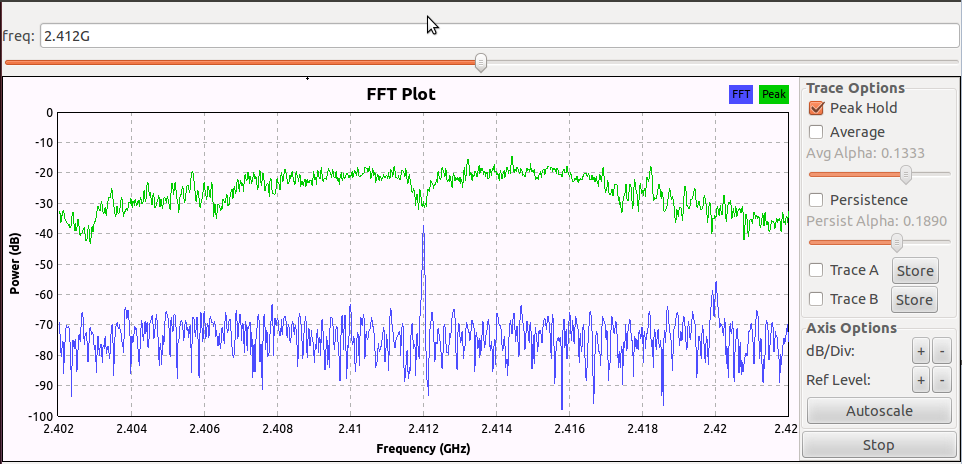 freq: 2.412G
FFT Plot
FFT
Peak
0
-10
-20
-30
-40
-50
-60
-70
-80
-90
-100
Power (dB)
2.402 2.404 2.406 2.408 2.41 2.412 2.414 2.416 2.418 2.42 2.42
Frequency (GHz)
Trace Options
Peak Hold
Average
Avg Alpha: 0.1333
Persistence
Persist Alpha: 0.1890
Trace A Store
Trace B Store
Axis Options
dB/Div: + -
Ref Level: + -
Autoscale
Stop